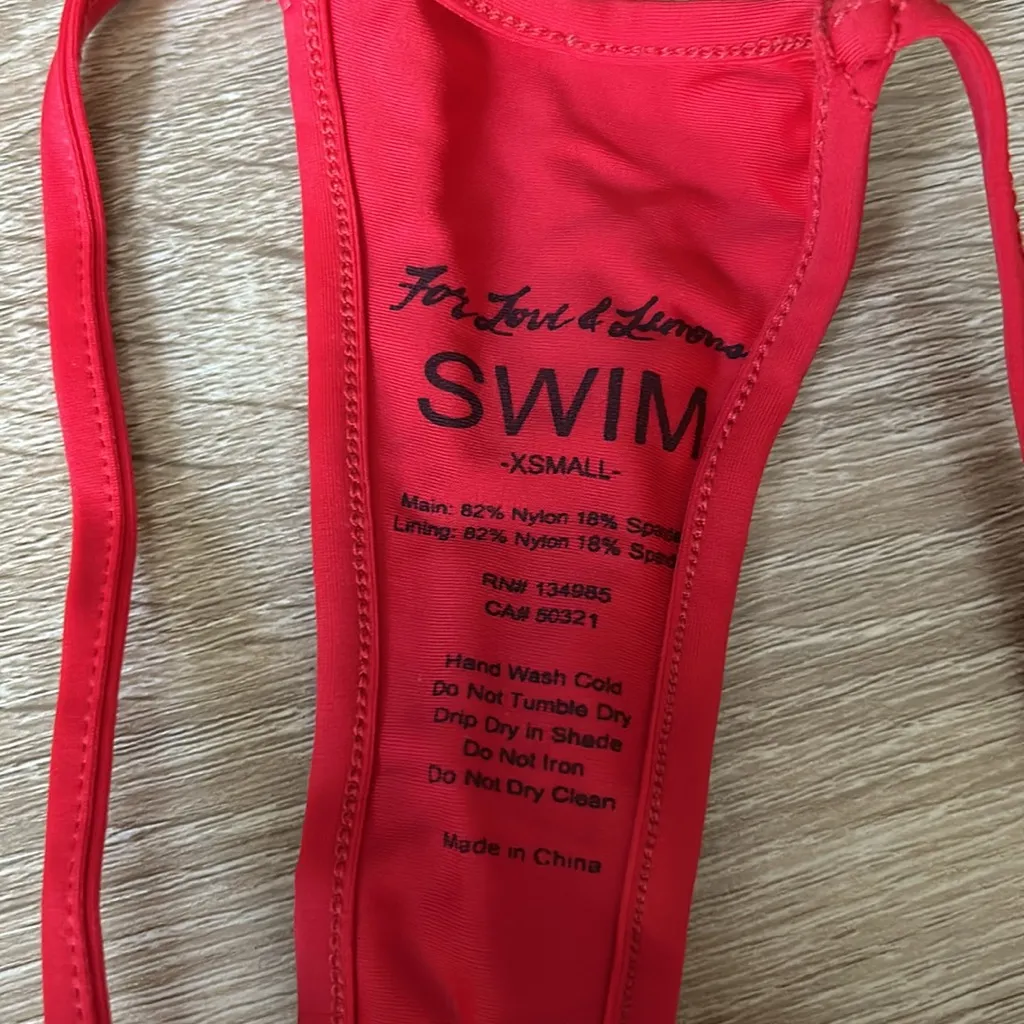 For Love & Lemons
SWIM
-XSMALL-
Main: 82% Nylon 18%
Lining: 82% Nylon 18%
RN# 134985
CA# 50321
Hand Wash Cold
Do Not Tumble Dry
Drip Dry in Shade
Do Not Iron
Do Not Dry Clean
Made in China